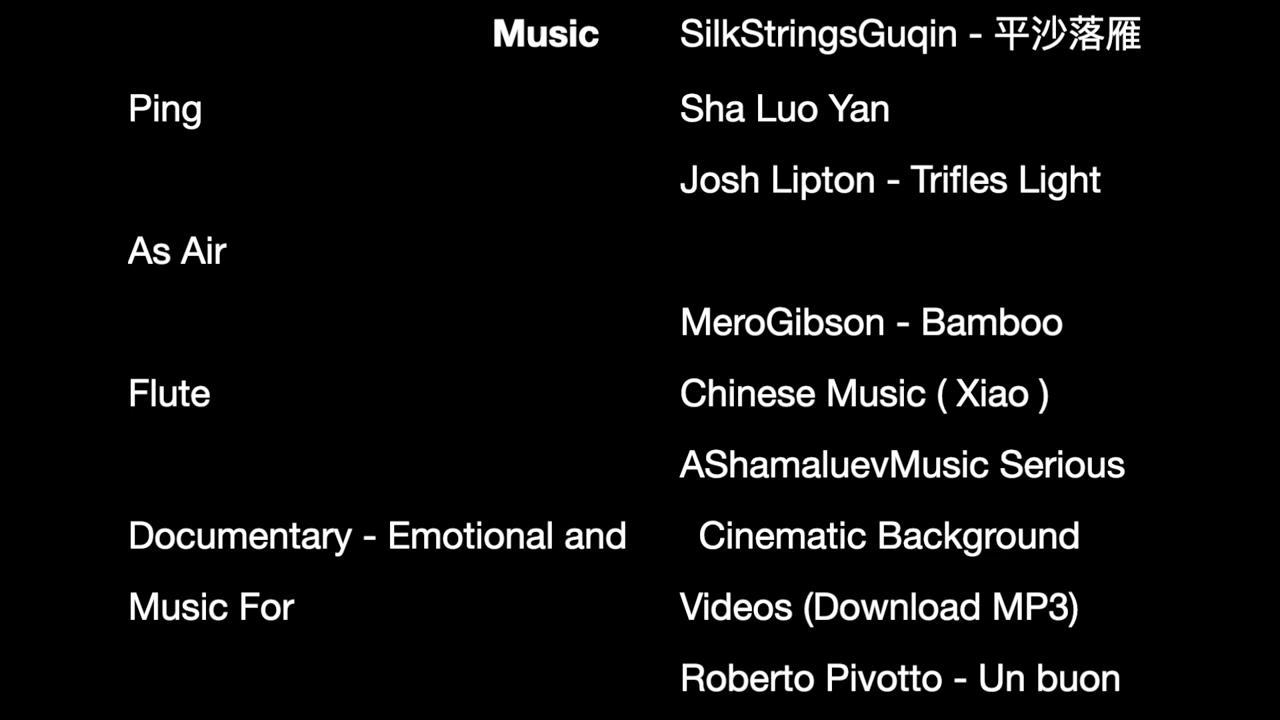 Music SilkStringsGuqin - 平沙落雁
Ping Sha Luo Yan
Josh Lipton - Trifles Light
As Air
MeroGibson - Bamboo
Flute Chinese Music ( Xiao )
AShamaluevMusic Serious
Documentary - Emotional and Cinematic Background
Music For Videos (Download MP3)
Roberto Pivotto - Un buon